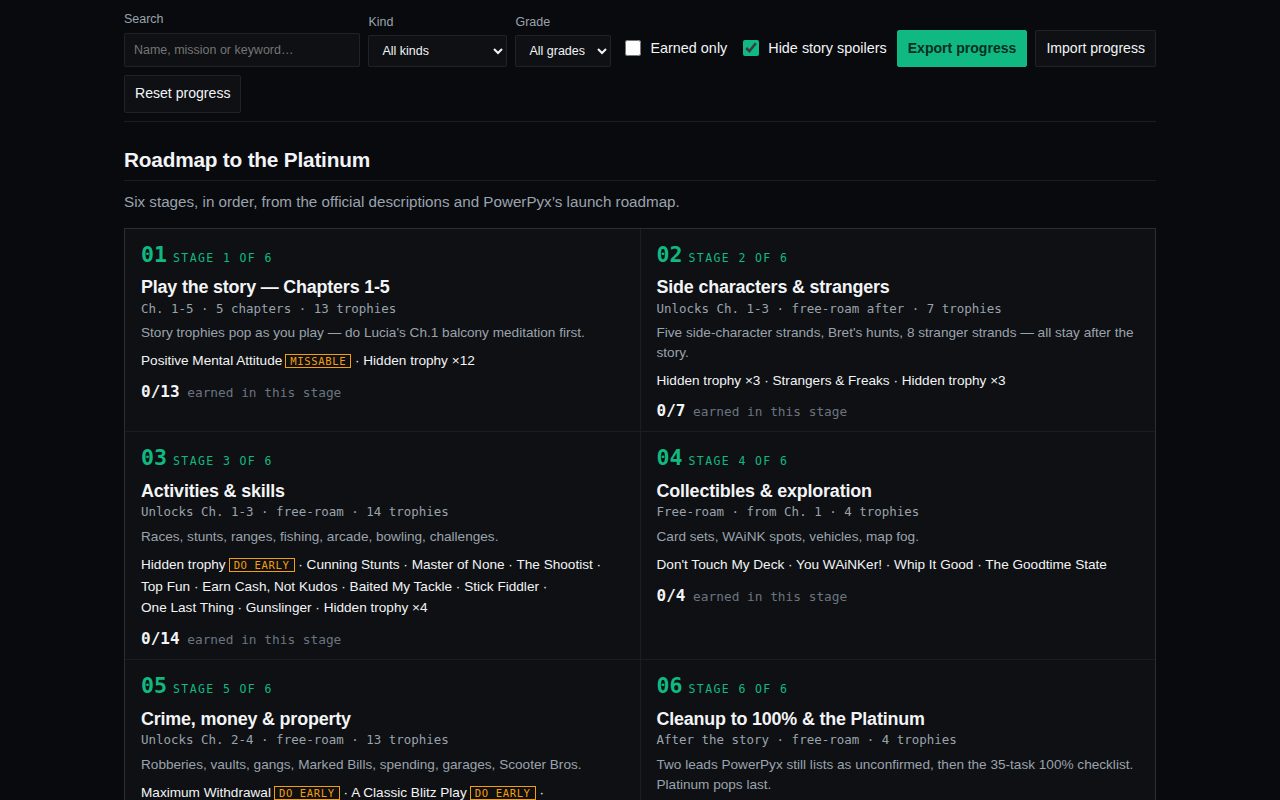 Search
Kind
Grade
Name, mission or keyword…
All kinds
All grades
Earned only
Hide story spoilers
Export progress
Import progress
Reset progress
Roadmap to the Platinum
Six stages, in order, from the official descriptions and PowerPyx's launch roadmap.
01 STAGE 1 OF 6
Play the story — Chapters 1-5
Ch. 1-5 · 5 chapters · 13 trophies
Story trophies pop as you play — do Lucia's Ch.1 balcony meditation first.
Positive Mental Attitude MISSABLE · Hidden trophy ×12
0/13 earned in this stage
02 STAGE 2 OF 6
Side characters & strangers
Unlocks Ch. 1-3 · free-roam after · 7 trophies
Five side-character strands, Bret's hunts, 8 stranger strands — all stay after the
story.
Hidden trophy ×3 · Strangers & Freaks · Hidden trophy ×3
0/7 earned in this stage
03 STAGE 3 OF 6
Activities & skills
Unlocks Ch. 1-3 · free-roam · 14 trophies
Races, stunts, ranges, fishing, arcade, bowling, challenges.
Hidden trophy DO EARLY · Cunning Stunts · Master of None · The Shootist ·
Top Fun · Earn Cash, Not Kudos · Baited My Tackle · Stick Fiddler ·
One Last Thing · Gunslinger · Hidden trophy ×4
0/14 earned in this stage
04 STAGE 4 OF 6
Collectibles & exploration
Free-roam · from Ch. 1 · 4 trophies
Card sets, WAiNK spots, vehicles, map fog.
Don't Touch My Deck · You WAiNKer! · Whip It Good · The Goodtime State
0/4 earned in this stage
05 STAGE 5 OF 6
Crime, money & property
Unlocks Ch. 2-4 · free-roam · 13 trophies
Robberies, vaults, gangs, Marked Bills, spending, garages, Scooter Bros.
Maximum Withdrawal DO EARLY · A Classic Blitz Play DO EARLY ·
06 STAGE 6 OF 6
Cleanup to 100% & the Platinum
After the story · free-roam · 4 trophies
Two leads PowerPyx still lists as unconfirmed, then the 35-task 100% checklist.
Platinum pops last.